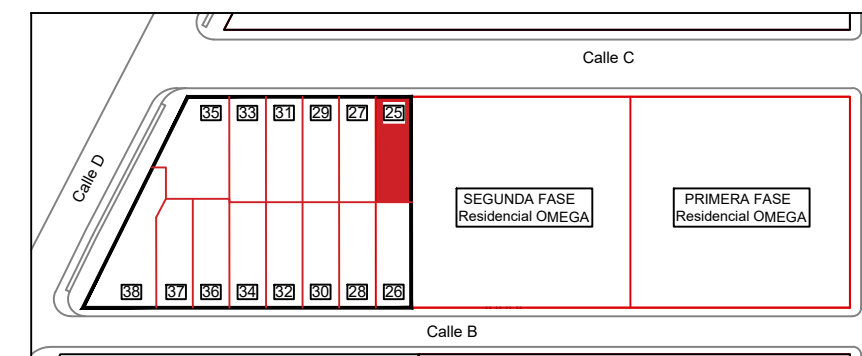 Calle C
35 33 31 29 27 25
Calle D
SEGUNDA FASE
Residencial OMEGA
PRIMERA FASE
Residencial OMEGA
38 37 36 34 32 30 28 26
Calle B